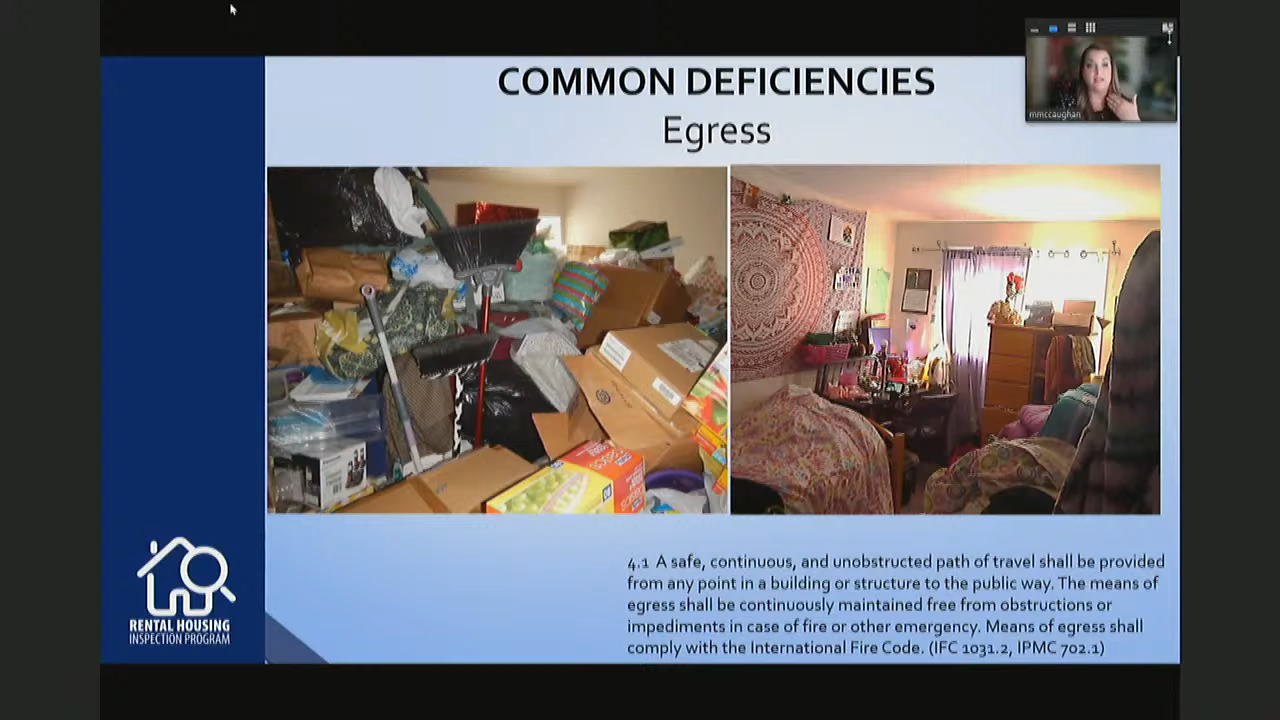 COMMON DEFICIENCIES
Egress
mmccaughan
4.1 A safe, continuous, and unobstructed path of travel shall be provided
from any point in a building or structure to the public way. The means of
egress shall be continuously maintained free from obstructions or
impediments in case of fire or other emergency. Means of egress shall
comply with the International Fire Code. (IFC 1031.2, IPMC 702.1)
RENTAL HOUSING
INSPECTION PROGRAM